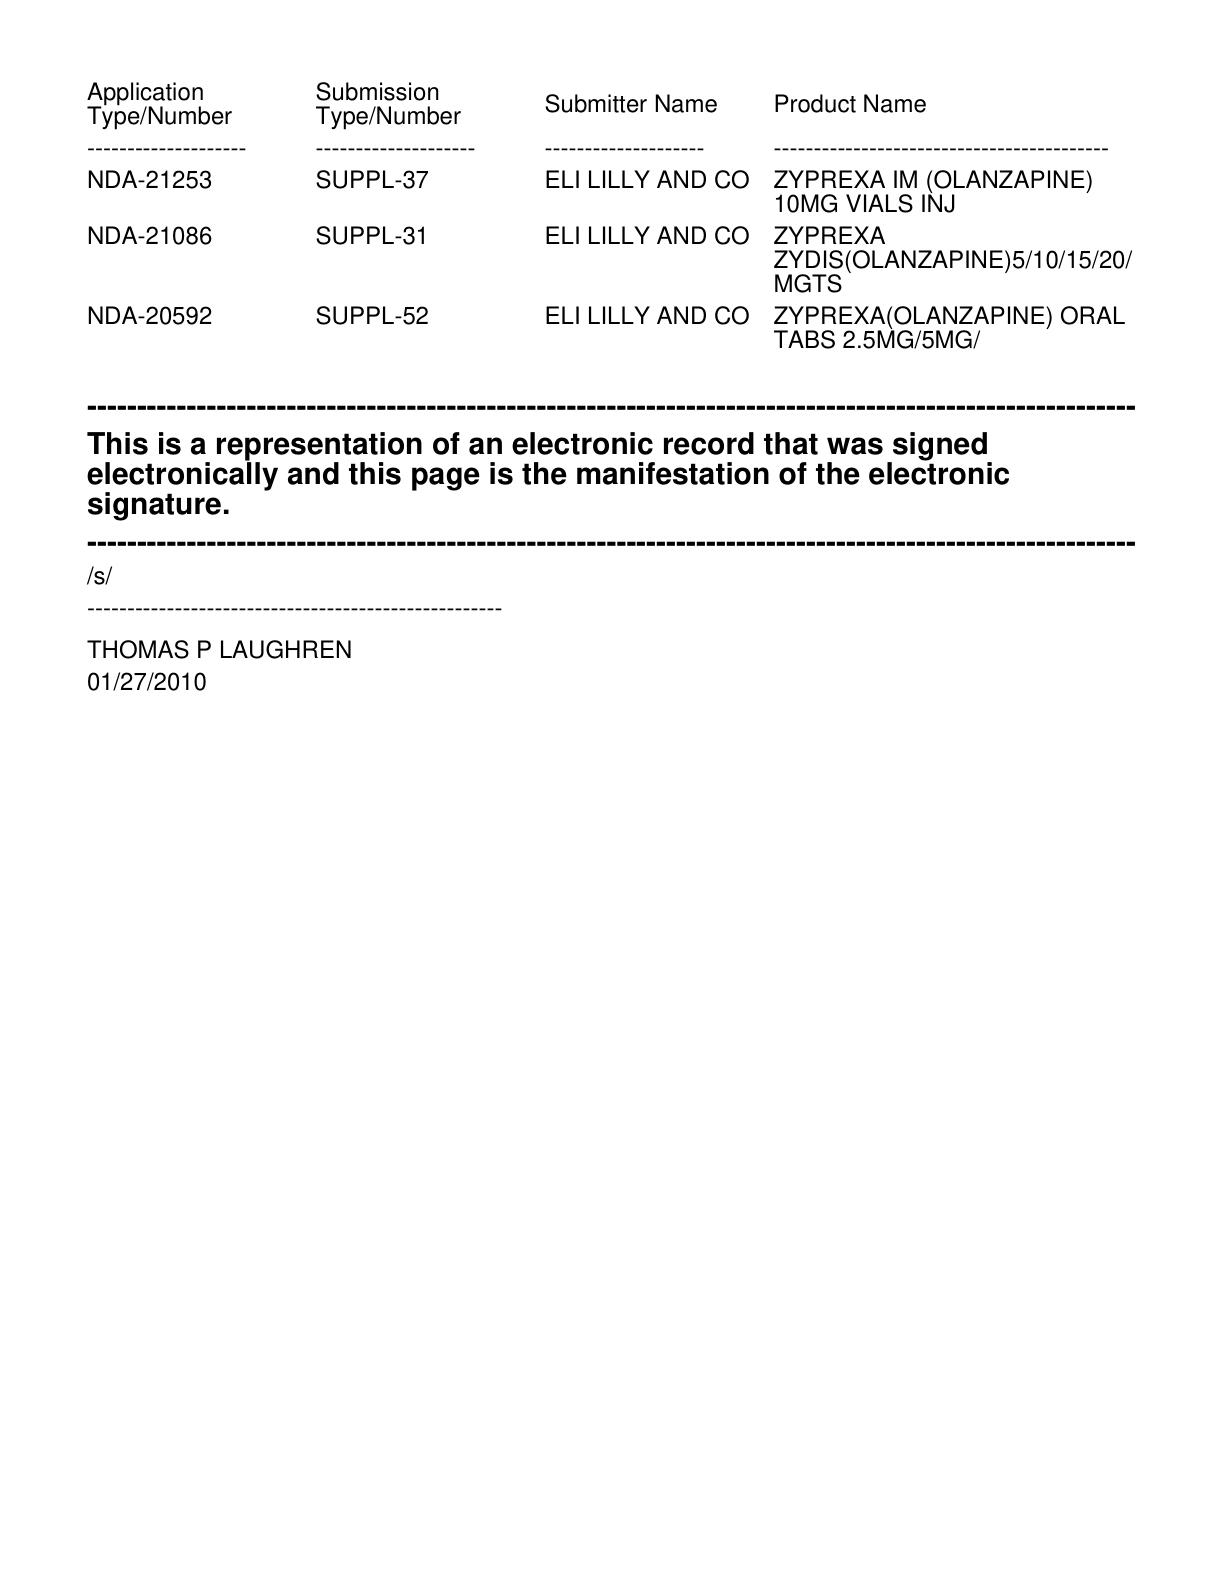 Application Type/Number Submission Type/Number Submitter Name Product Name
-------------------- -------------------- -------------------- ------------------------------------------
NDA-21253 SUPPL-37 ELI LILLY AND CO ZYPREXA IM (OLANZAPINE)
10MG VIALS INJ
NDA-21086 SUPPL-31 ELI LILLY AND CO ZYPREXA
ZYDIS(OLANZAPINE)5/10/15/20/
MGTS
NDA-20592 SUPPL-52 ELI LILLY AND CO ZYPREXA(OLANZAPINE) ORAL
TABS 2.5MG/5MG/
---------------------------------------------------------------------------------------------------------
This is a representation of an electronic record that was signed
electronically and this page is the manifestation of the electronic
signature.
---------------------------------------------------------------------------------------------------------
/s/
----------------------------------------------------
THOMAS P LAUGHREN
01/27/2010